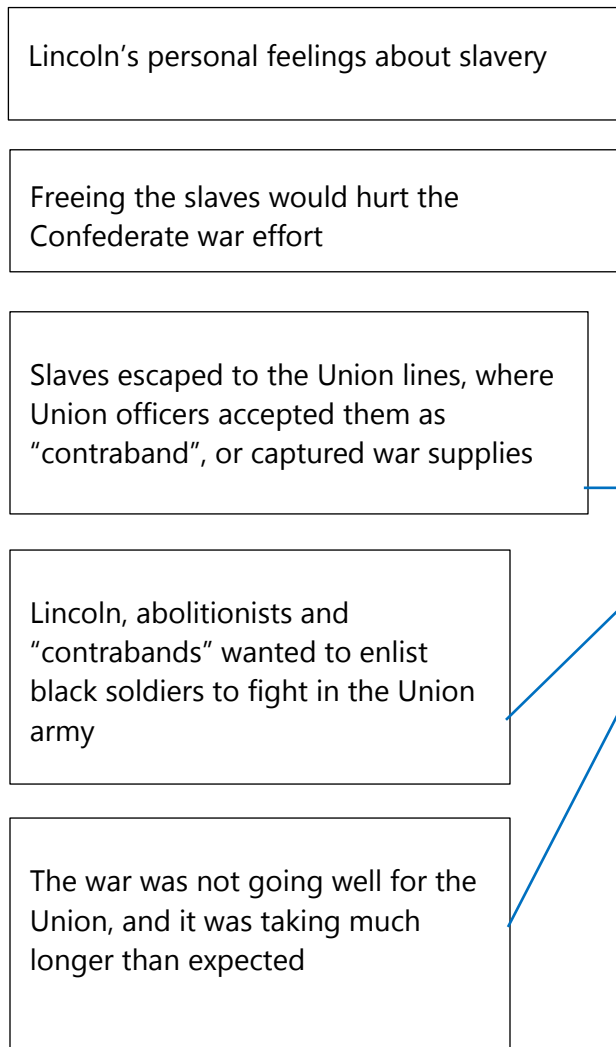 Lincoln’s personal feelings about slavery
Freeing the slaves would hurt the
Confederate war effort
Slaves escaped to the Union lines, where
Union officers accepted them as
“contraband”, or captured war supplies
Lincoln, abolitionists and
“contrabands” wanted to enlist
black soldiers to fight in the Union
army
The war was not going well for the
Union, and it was taking much
longer than expected